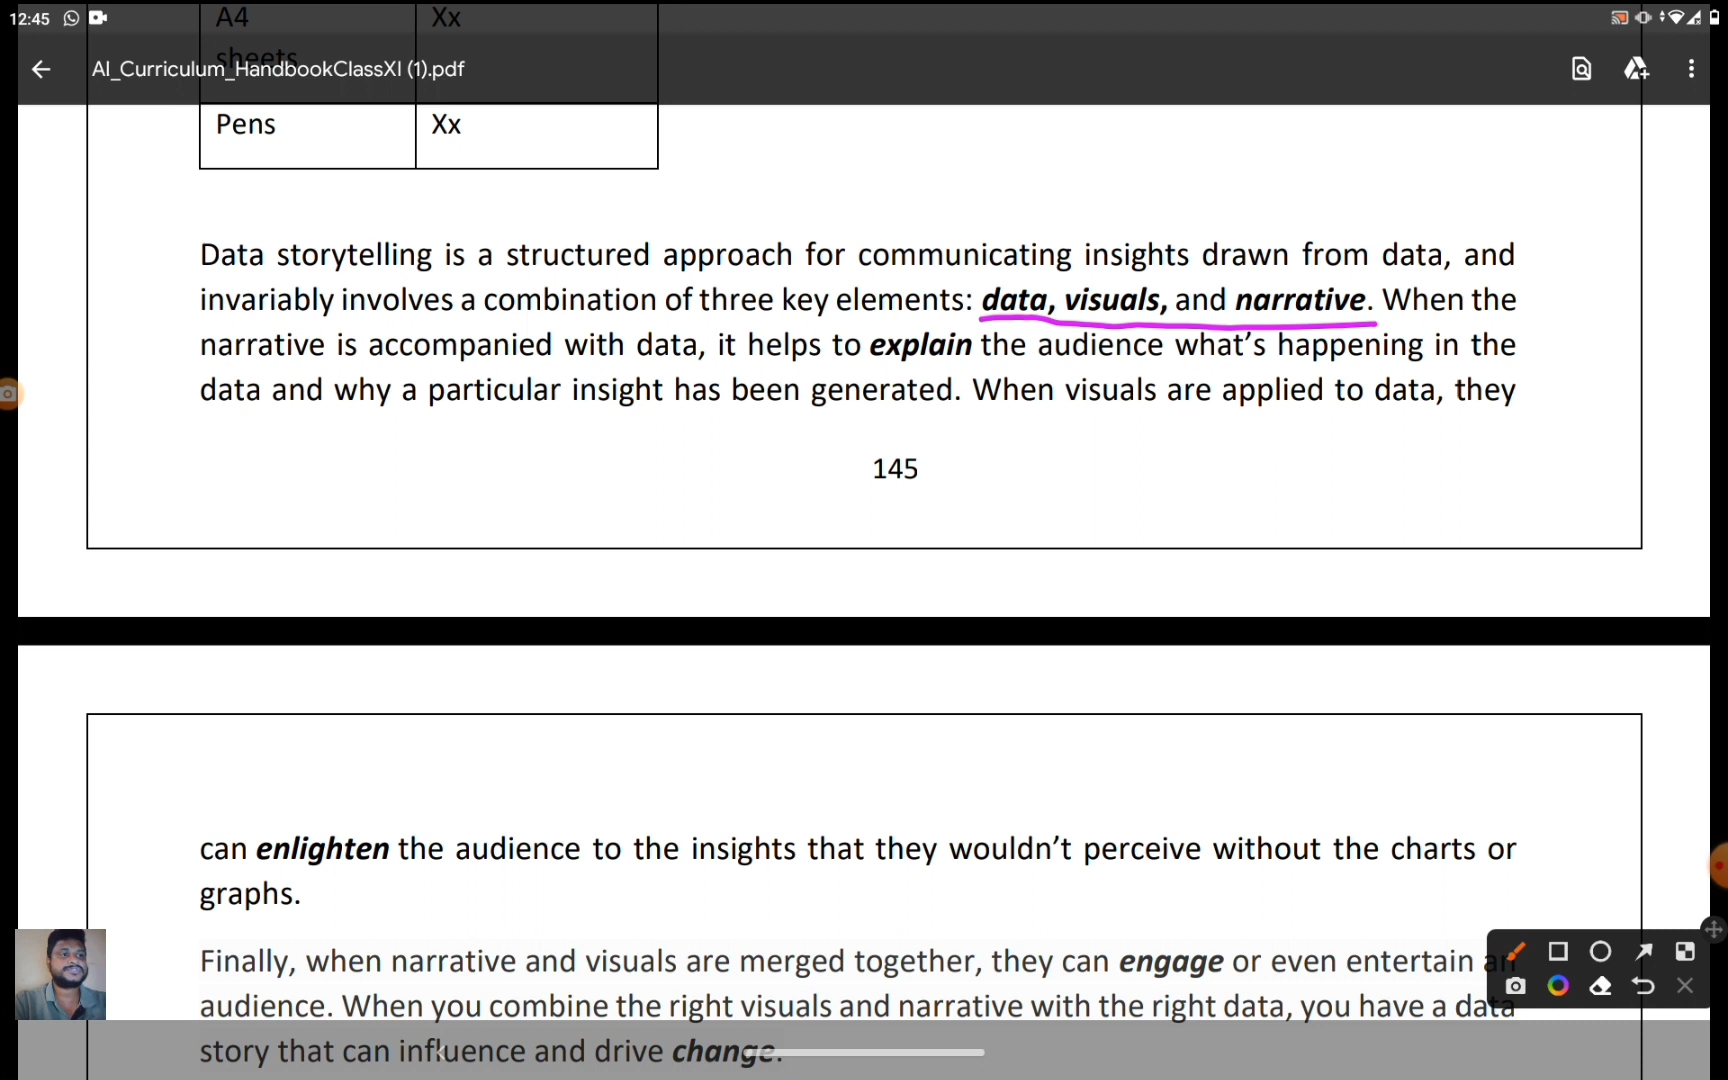 12:45
A4 Xx
sheets
AI_Curriculum_HandbookClassXI (1).pdf
Pens Xx
Data storytelling is a structured approach for communicating insights drawn from data, and
invariably involves a combination of three key elements: data, visuals, and narrative. When the
narrative is accompanied with data, it helps to explain the audience what’s happening in the
data and why a particular insight has been generated. When visuals are applied to data, they
145
can enlighten the audience to the insights that they wouldn’t perceive without the charts or
graphs.
Finally, when narrative and visuals are merged together, they can engage or even entertain an
audience. When you combine the right visuals and narrative with the right data, you have a data
story that can influence and drive change.